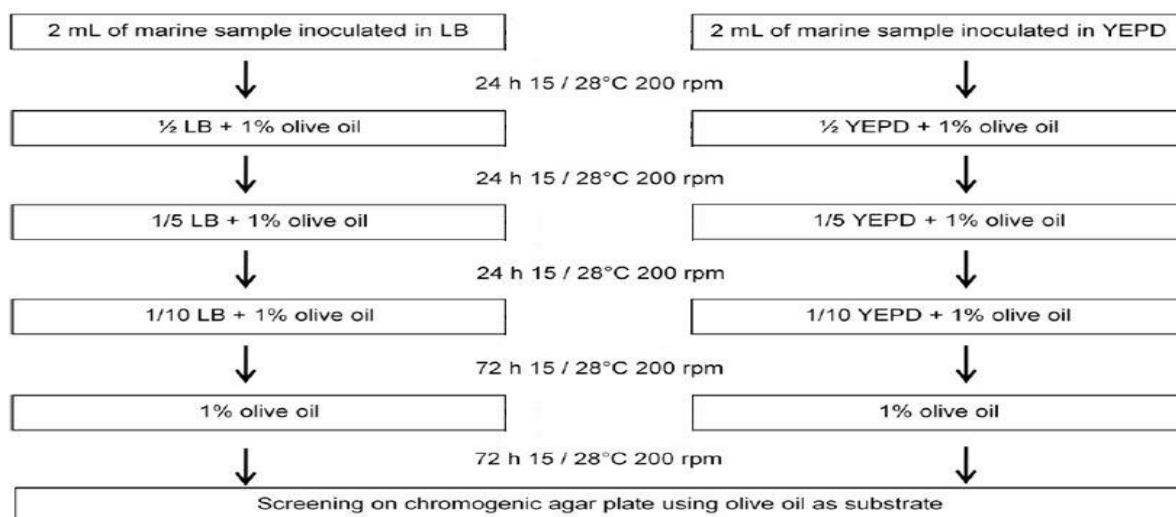 2 mL of marine sample inoculated in LB
2 mL of marine sample inoculated in YEPD
24 h 15 / 28°C 200 rpm
½ LB + 1% olive oil
½ YEPD + 1% olive oil
24 h 15 / 28°C 200 rpm
1/5 LB + 1% olive oil
1/5 YEPD + 1% olive oil
24 h 15 / 28°C 200 rpm
1/10 LB + 1% olive oil
1/10 YEPD + 1% olive oil
72 h 15 / 28°C 200 rpm
1% olive oil
1% olive oil
72 h 15 / 28°C 200 rpm
Screening on chromogenic agar plate using olive oil as substrate